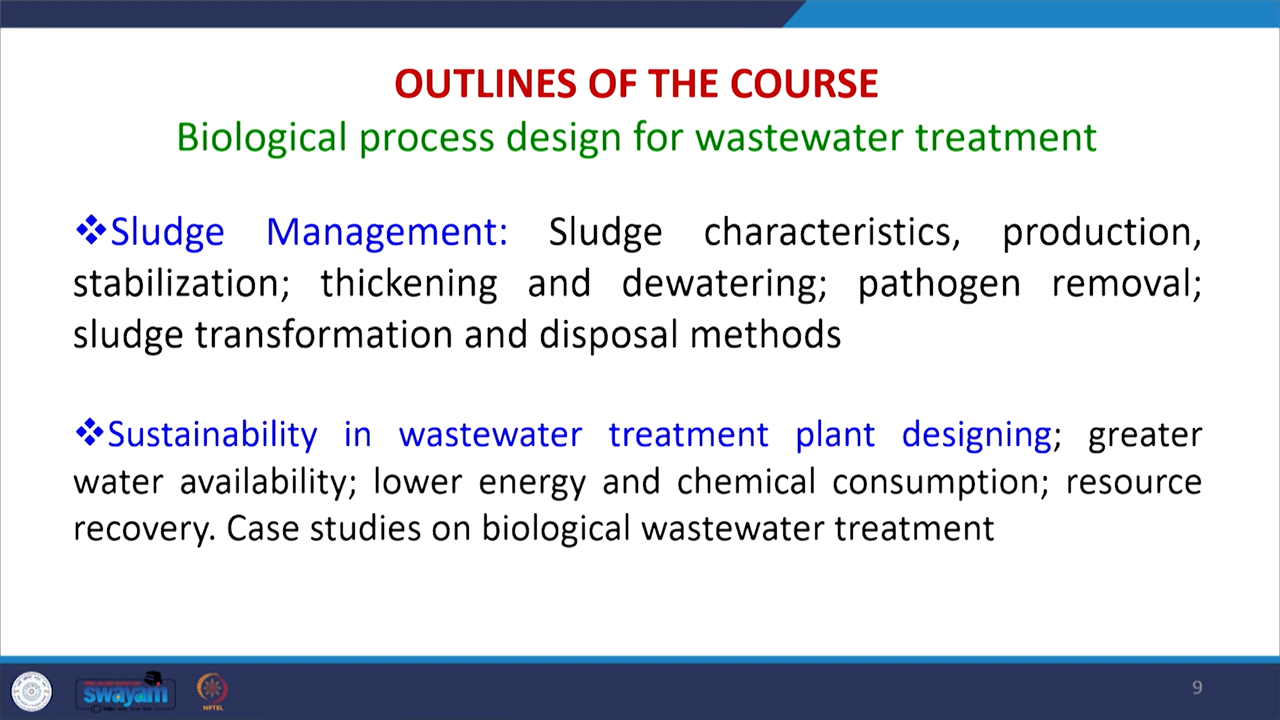 OUTLINES OF THE COURSE
Biological process design for wastewater treatment
❖Sludge Management: Sludge characteristics, production,
stabilization; thickening and dewatering; pathogen removal;
sludge transformation and disposal methods
❖Sustainability in wastewater treatment plant designing; greater
water availability; lower energy and chemical consumption; resource
recovery. Case studies on biological wastewater treatment
swayam
NPTEL
9